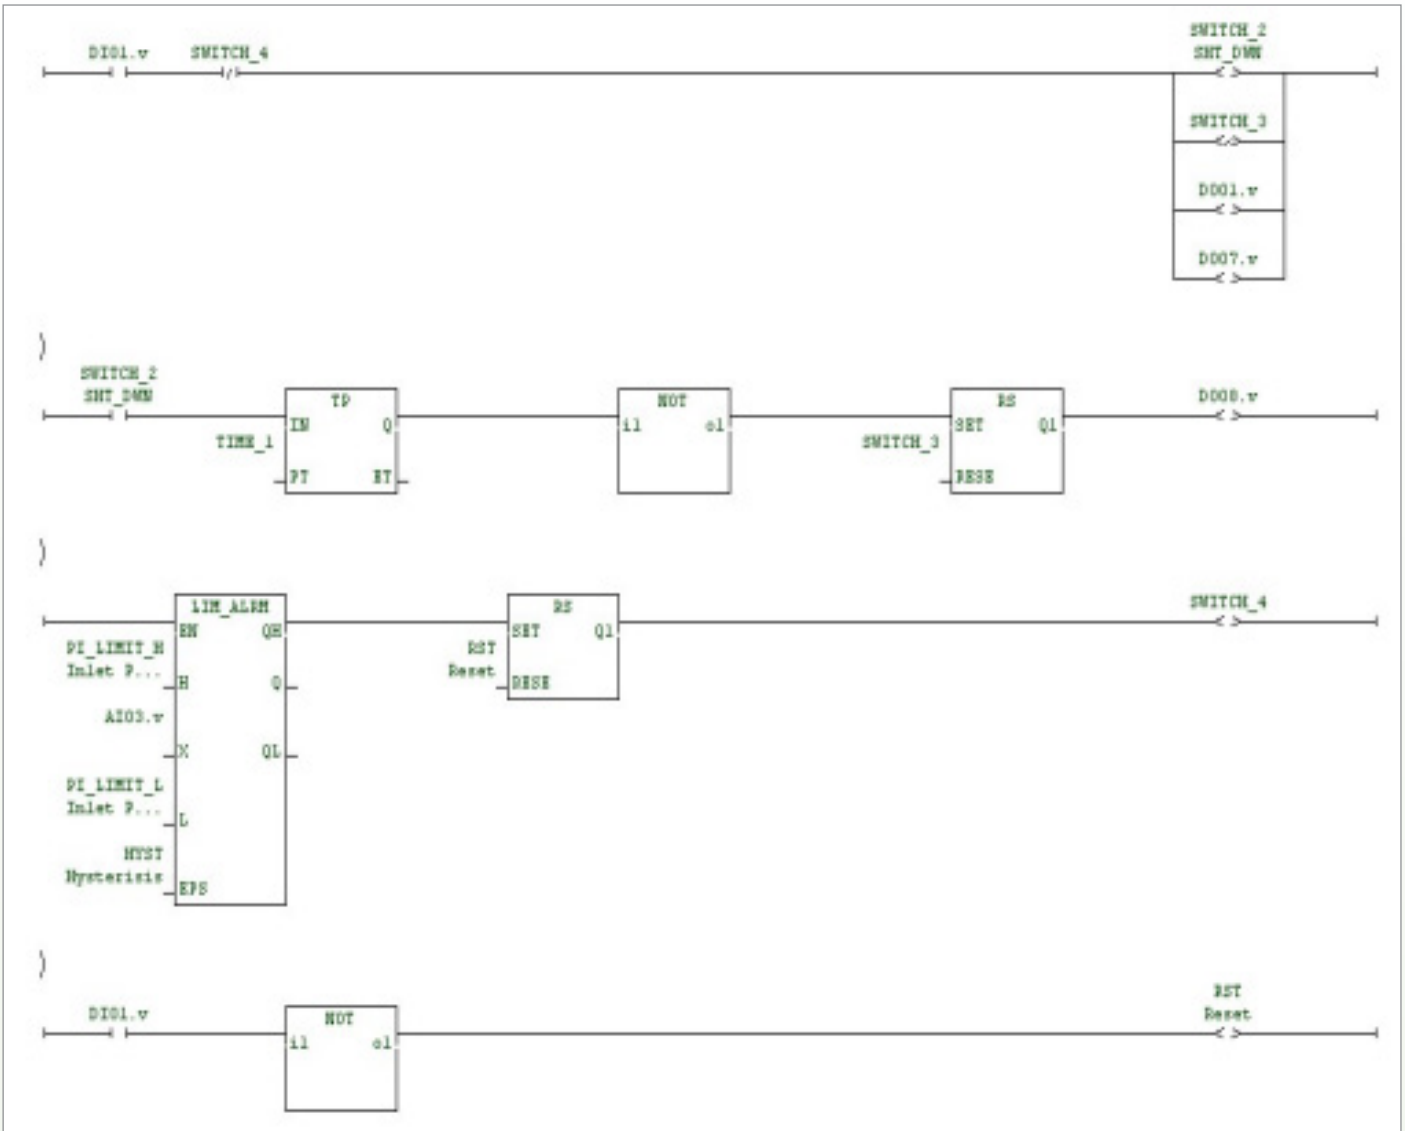 SWITCH_2
DI01.v SWITCH_4 SHT_DWN
SWITCH_3
DO01.v
DO07.v
)
SWITCH_2
SHT_DWN TP NOT RS DO08.v
IN Q i1 o1 SET Q1
TIME_1 SWITCH_3
PT ET RESE
)
LIM_ALRM RS SWITCH_4
EN QH SET Q1
PI_LIMIT_H RST
Inlet P... Reset
H Q RESE
AI03.v
X QL
PI_LIMIT_L
Inlet P...
L
HYST
Hysterisis
EPS
)
RST
DI01.v NOT Reset
i1 o1